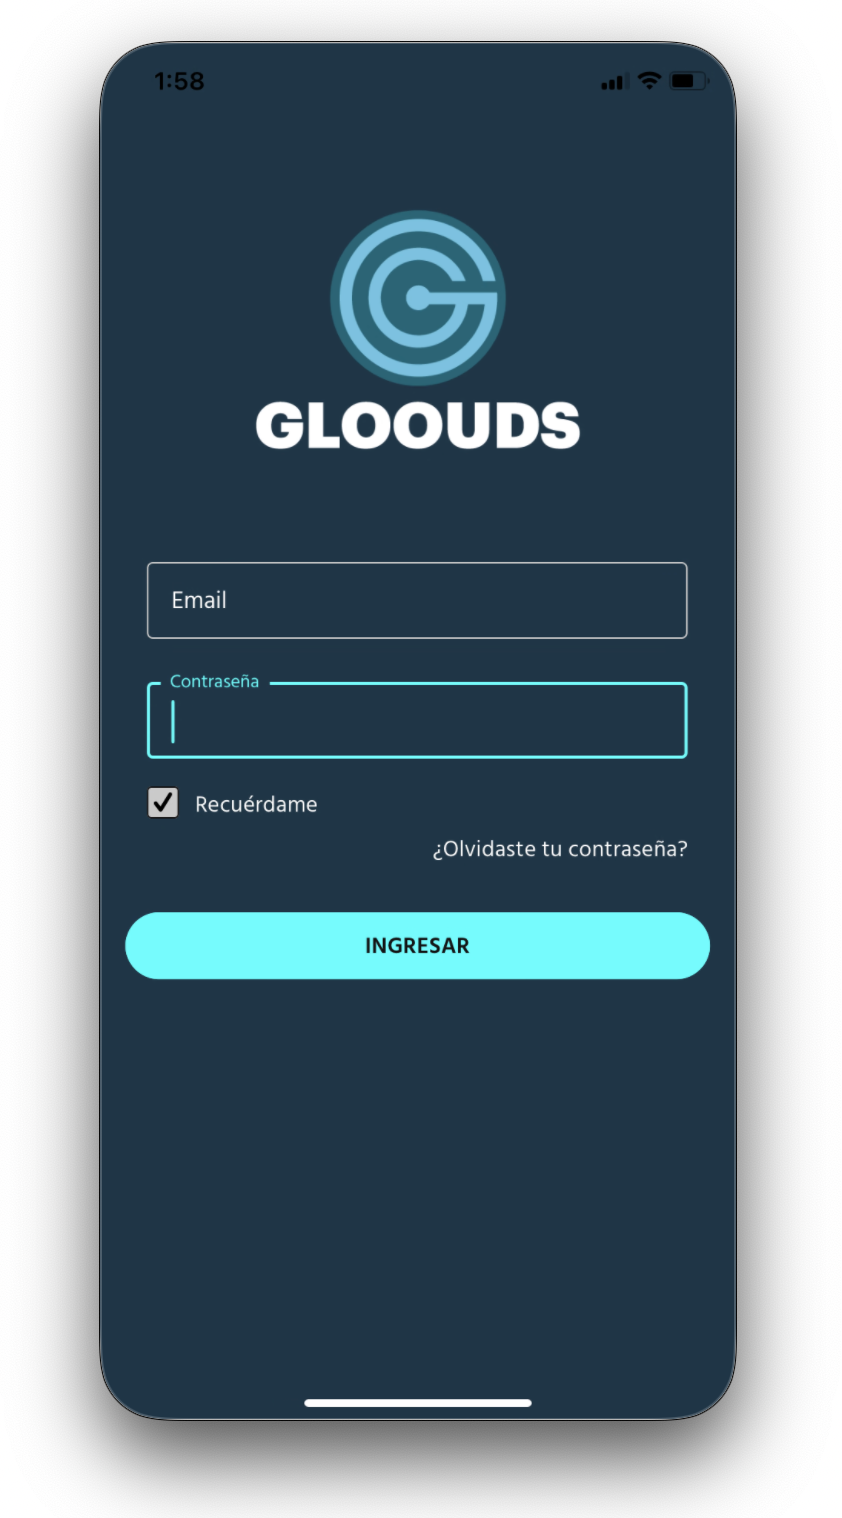 1:58
GLOOUDS
Email
Contraseña
Recuérdame
¿Olvidaste tu contraseña?
INGRESAR